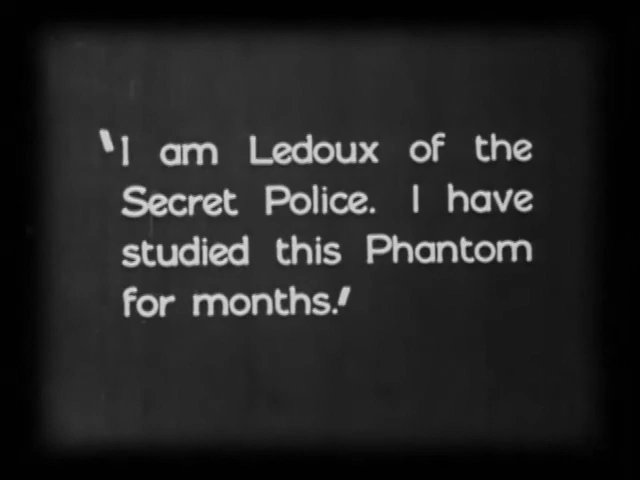 "I am Ledoux of the
Secret Police. I have
studied this Phantom
for months."